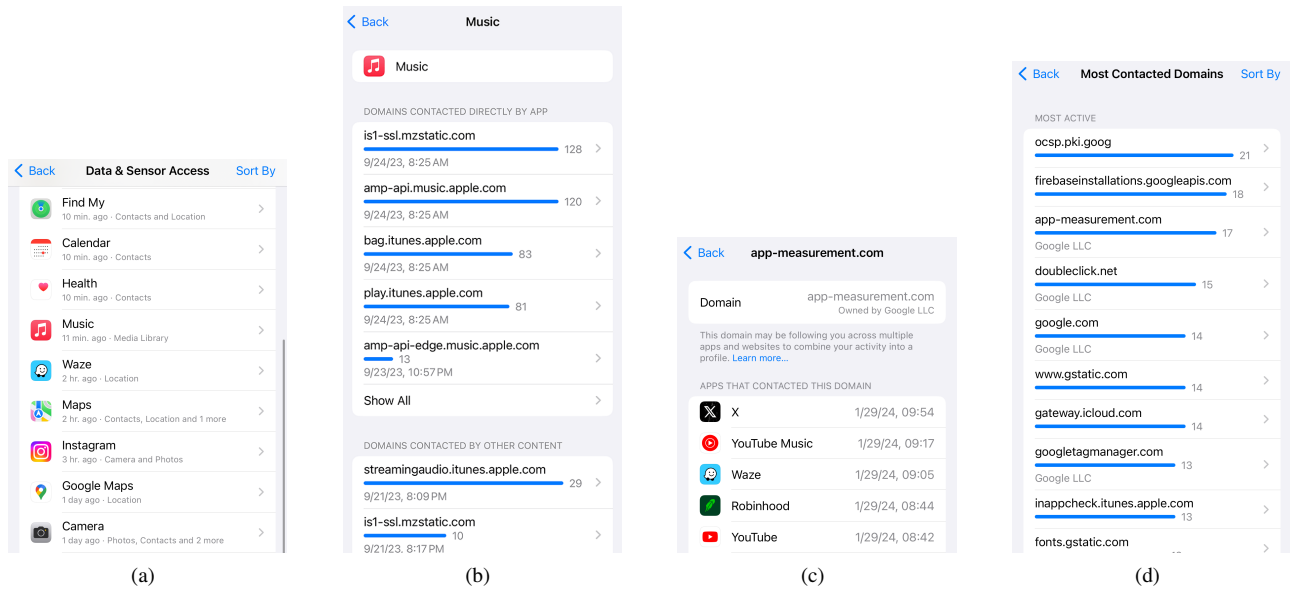 Back Data & Sensor Access Sort By
Find My
10 min. ago · Contacts and Location
Calendar
10 min. ago · Contacts
Health
10 min. ago · Contacts
Music
11 min. ago · Media Library
Waze
2 hr. ago · Location
Maps
2 hr. ago · Contacts, Location and 1 more
Instagram
3 hr. ago · Camera and Photos
Google Maps
1 day ago · Location
Camera
1 day ago · Photos, Contacts and 2 more
(a)
Back Music
Music
DOMAINS CONTACTED DIRECTLY BY APP
is1-ssl.mzstatic.com
128
9/24/23, 8:25 AM
amp-api.music.apple.com
120
9/24/23, 8:25 AM
bag.itunes.apple.com
83
9/24/23, 8:25 AM
play.itunes.apple.com
81
9/24/23, 8:25 AM
amp-api-edge.music.apple.com
13
9/23/23, 10:57 PM
Show All
DOMAINS CONTACTED BY OTHER CONTENT
streamingaudio.itunes.apple.com
29
9/21/23, 8:09 PM
is1-ssl.mzstatic.com
10
9/21/23, 8:17 PM
(b)
Back app-measurement.com
Domain app-measurement.com
Owned by Google LLC
This domain may be following you across multiple
apps and websites to combine your activity into a
profile. Learn more...
APPS THAT CONTACTED THIS DOMAIN
X 1/29/24, 09:54
YouTube Music 1/29/24, 09:17
Waze 1/29/24, 09:05
Robinhood 1/29/24, 08:44
YouTube 1/29/24, 08:42
(c)
Back Most Contacted Domains Sort By
MOST ACTIVE
ocsp.pki.goog
21
firebaseinstallations.googleapis.com
18
app-measurement.com
17
Google LLC
doubleclick.net
15
Google LLC
google.com
14
Google LLC
www.gstatic.com
14
gateway.icloud.com
14
googletagmanager.com
13
Google LLC
inappcheck.itunes.apple.com
13
fonts.gstatic.com
(d)